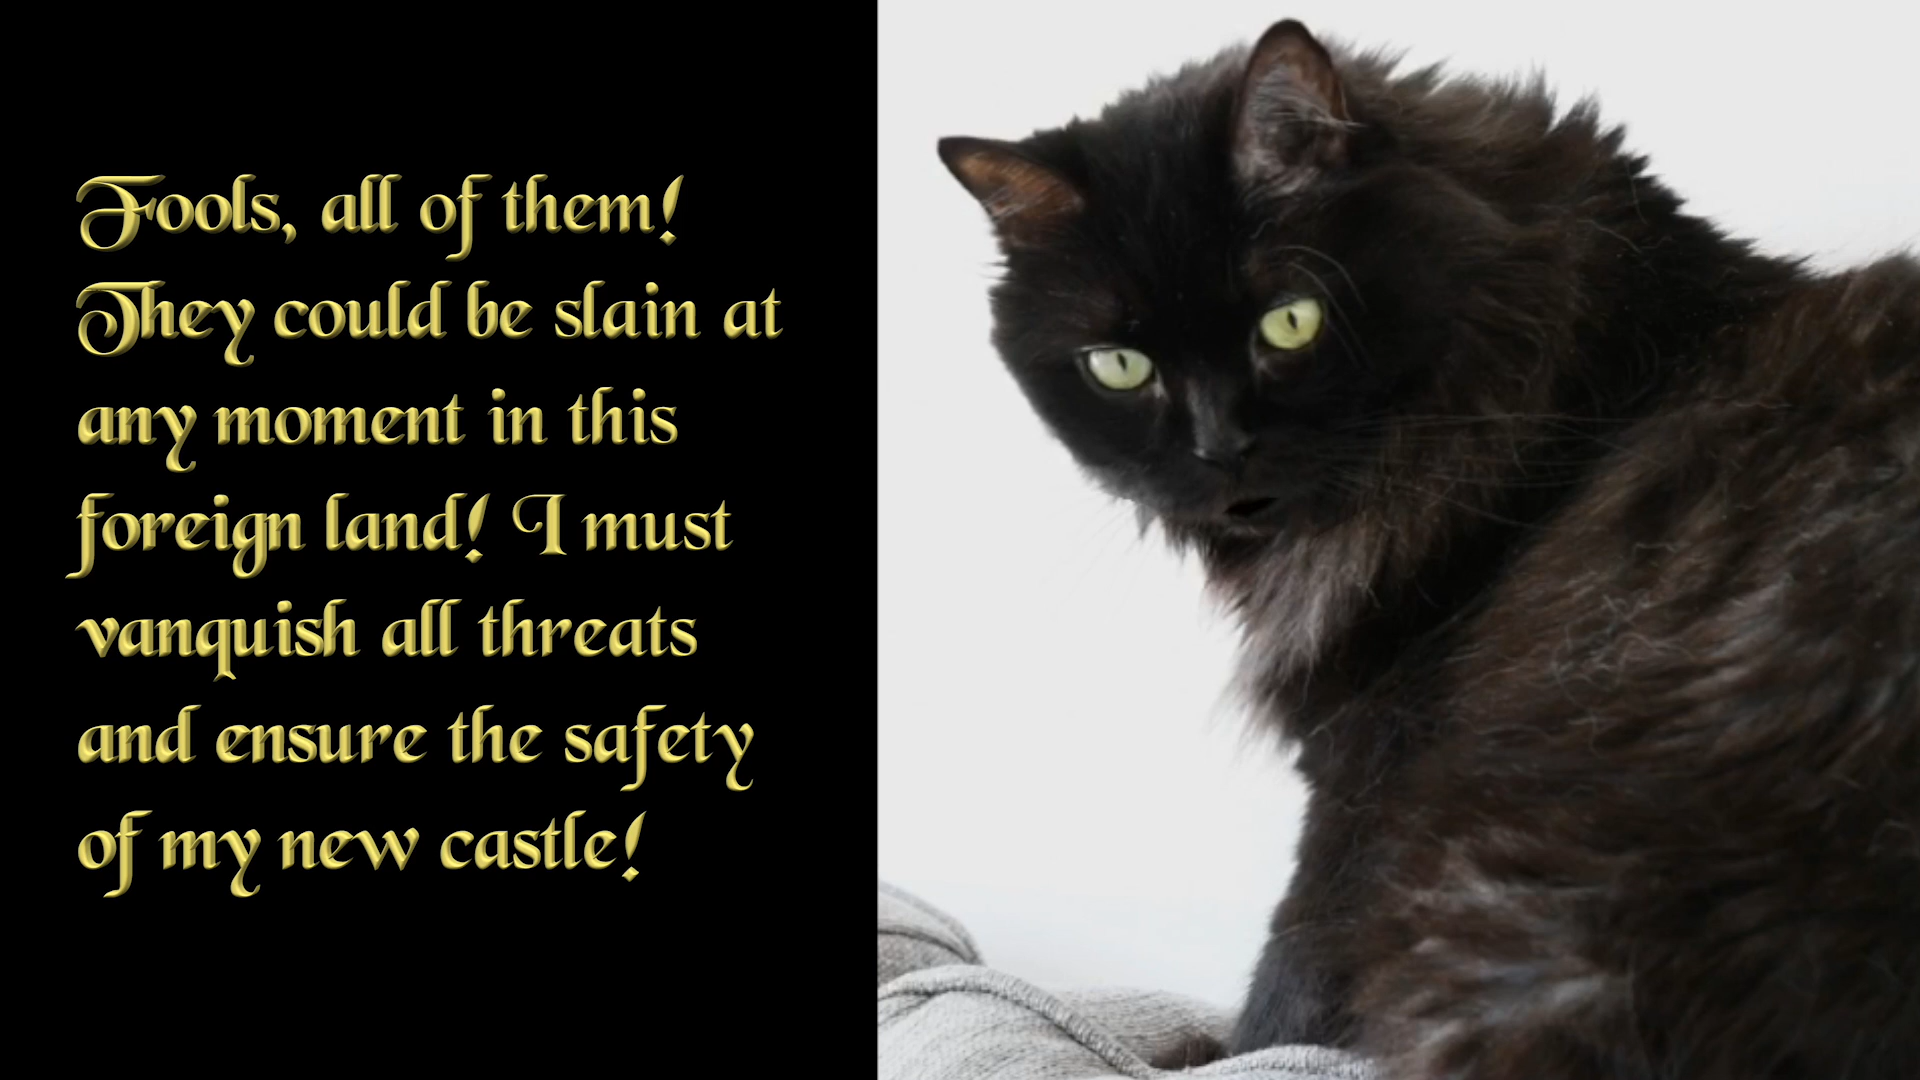 Fools, all of them!
They could be slain at
any moment in this
foreign land! I must
vanquish all threats
and ensure the safety
of my new castle!